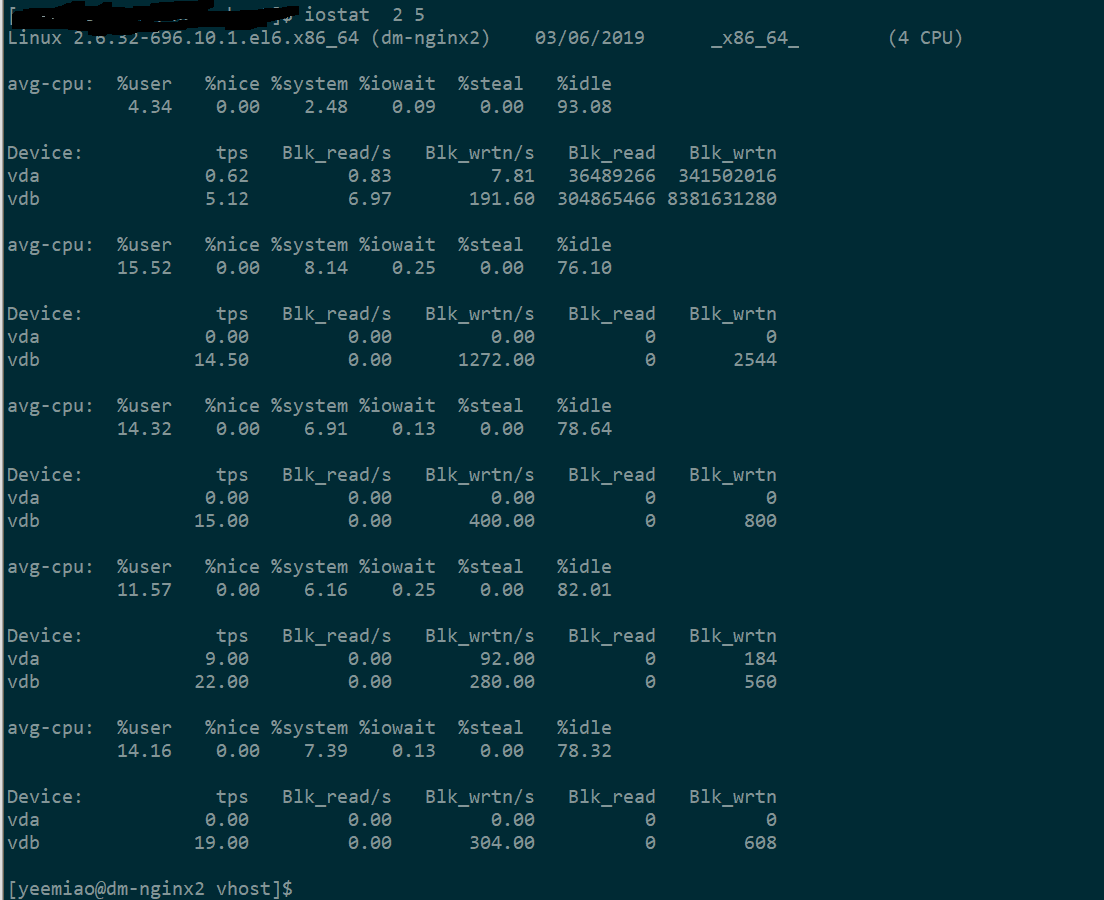 [ ]$ iostat  2 5
Linux 2.6.32-696.10.1.el6.x86_64 (dm-nginx2)    03/06/2019      _x86_64_        (4 CPU)
avg-cpu:  %user   %nice %system %iowait  %steal   %idle
           4.34    0.00    2.48    0.09    0.00   93.08
Device:            tps   Blk_read/s   Blk_wrtn/s   Blk_read   Blk_wrtn
vda               0.62         0.83         7.81   36489266  341502016
vdb               5.12         6.97       191.60  304865466 8381631280
avg-cpu:  %user   %nice %system %iowait  %steal   %idle
          15.52    0.00    8.14    0.25    0.00   76.10
Device:            tps   Blk_read/s   Blk_wrtn/s   Blk_read   Blk_wrtn
vda               0.00         0.00         0.00          0          0
vdb              14.50         0.00      1272.00          0       2544
avg-cpu:  %user   %nice %system %iowait  %steal   %idle
          14.32    0.00    6.91    0.13    0.00   78.64
Device:            tps   Blk_read/s   Blk_wrtn/s   Blk_read   Blk_wrtn
vda               0.00         0.00         0.00          0          0
vdb              15.00         0.00       400.00          0        800
avg-cpu:  %user   %nice %system %iowait  %steal   %idle
          11.57    0.00    6.16    0.25    0.00   82.01
Device:            tps   Blk_read/s   Blk_wrtn/s   Blk_read   Blk_wrtn
vda               9.00         0.00        92.00          0        184
vdb              22.00         0.00       280.00          0        560
avg-cpu:  %user   %nice %system %iowait  %steal   %idle
          14.16    0.00    7.39    0.13    0.00   78.32
Device:            tps   Blk_read/s   Blk_wrtn/s   Blk_read   Blk_wrtn
vda               0.00         0.00         0.00          0          0
vdb              19.00         0.00       304.00          0        608
[yeemiao@dm-nginx2 vhost]$